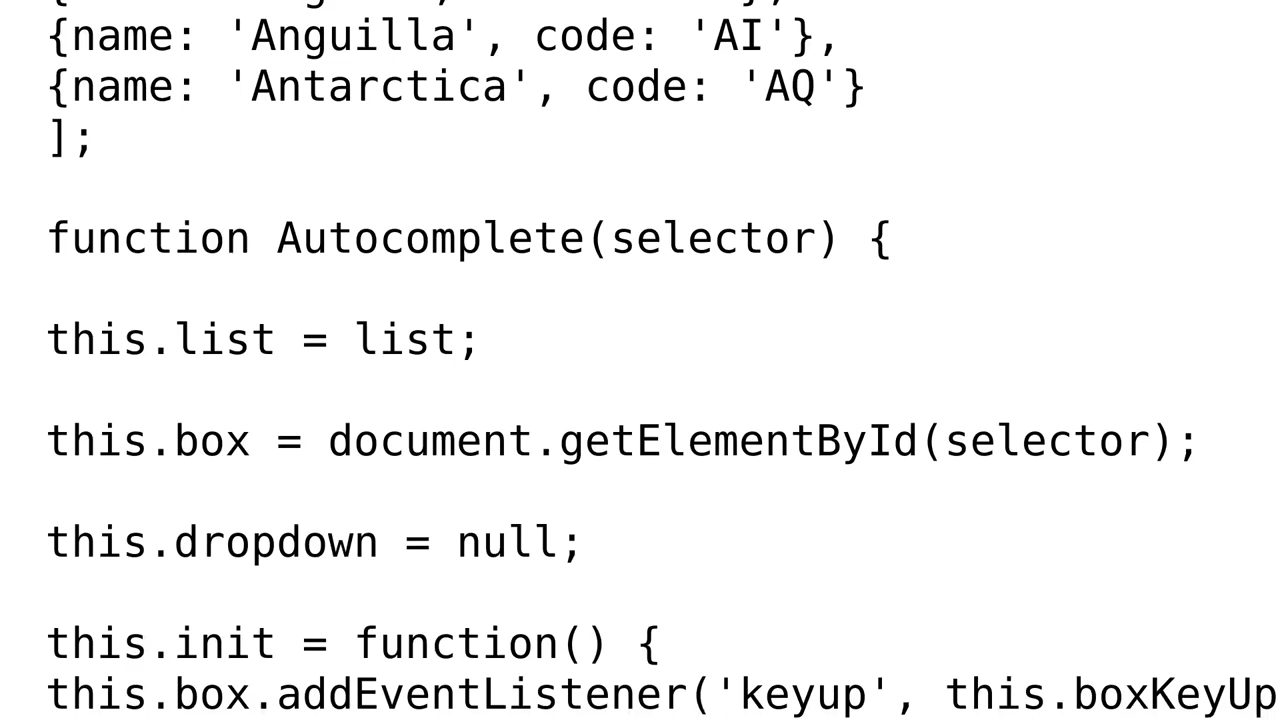 {name: 'Anguilla', code: 'AI'},
{name: 'Antarctica', code: 'AQ'}
];
function Autocomplete(selector) {
this.list = list;
this.box = document.getElementById(selector);
this.dropdown = null;
this.init = function() {
this.box.addEventListener('keyup', this.boxKeyUp